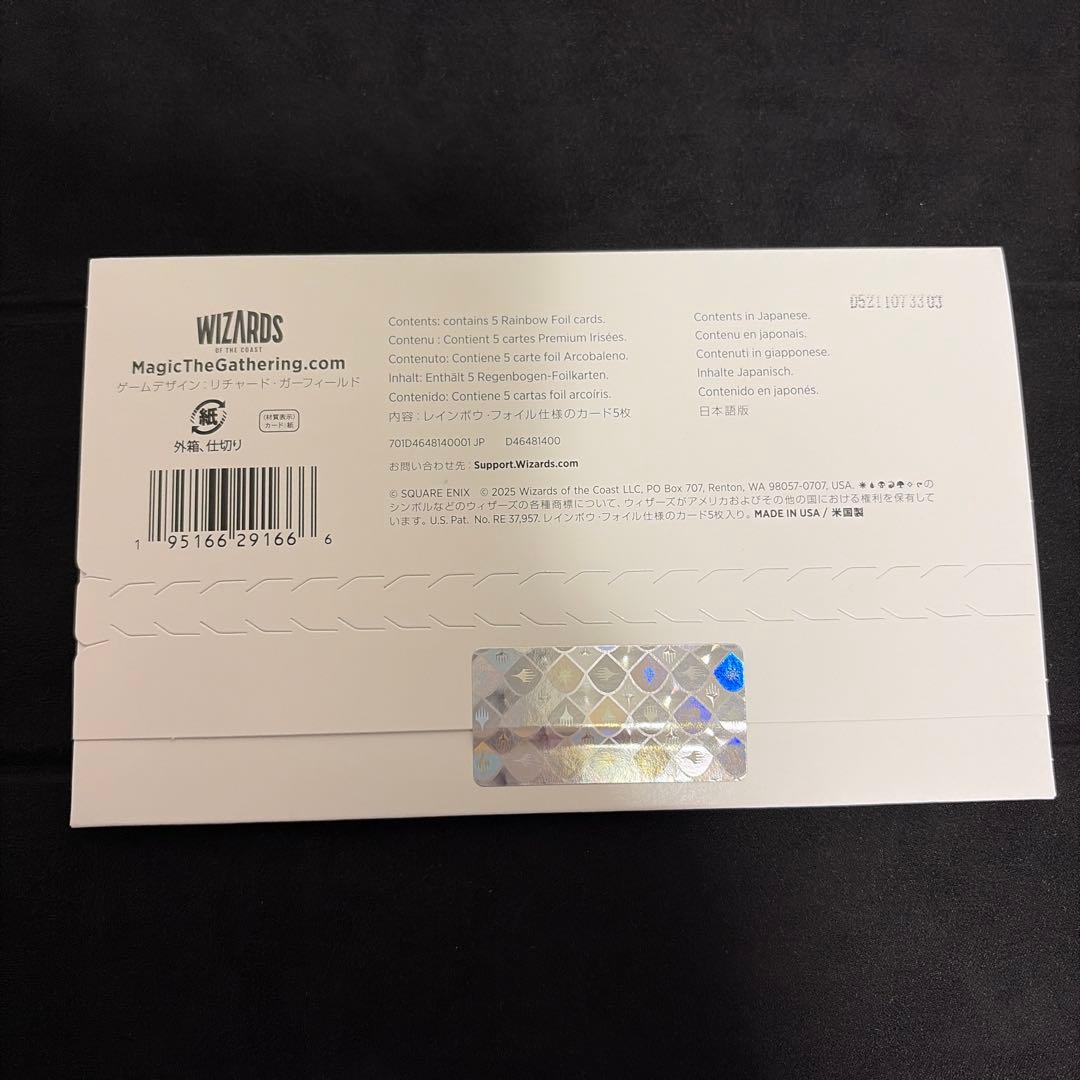 05211073303
WIZARDS
OF THE COAST
MagicTheGathering.com
ゲームデザイン：リチャード・ガーフィールド
紙
外箱、仕切り
(材質表示)
カード：紙
1 95166 29166 6
Contents: contains 5 Rainbow Foil cards.
Contenu : Contient 5 cartes Premium Irisées.
Contenuto: Contiene 5 carte foil Arcobaleno.
Inhalt: Enthält 5 Regenbogen-Foilkarten.
Contenido: Contiene 5 cartas foil arcoíris.
内容：レインボウ・フォイル仕様のカード5枚
Contents in Japanese.
Contenu en japonais.
Contenuti in giapponese.
Inhalte Japanisch.
Contenido en japonés.
日本語版
701D4648140001 JP D46481400
お問い合わせ先：Support.Wizards.com
© SQUARE ENIX © 2025 Wizards of the Coast LLC, PO Box 707, Renton, WA 98057-0707, USA. の
シンボルなどのウィザーズの各種商標について、ウィザーズがアメリカおよびその他の国における権利を保有して
います。U.S. Pat. No. RE 37,957. レインボウ・フォイル仕様のカード5枚入り。MADE IN USA / 米国製